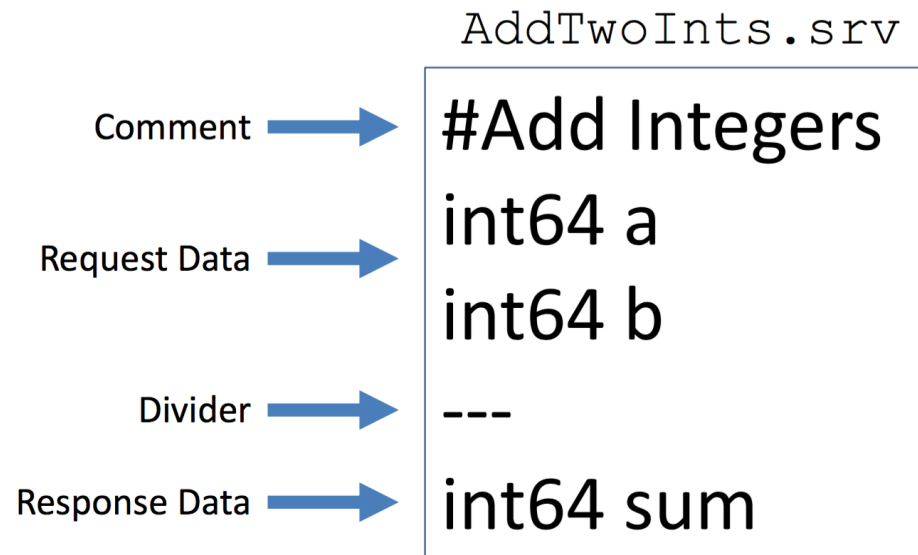 AddTwoInts.srv
Comment
#Add Integers
Request Data
int64 a
int64 b
Divider
---
Response Data
int64 sum